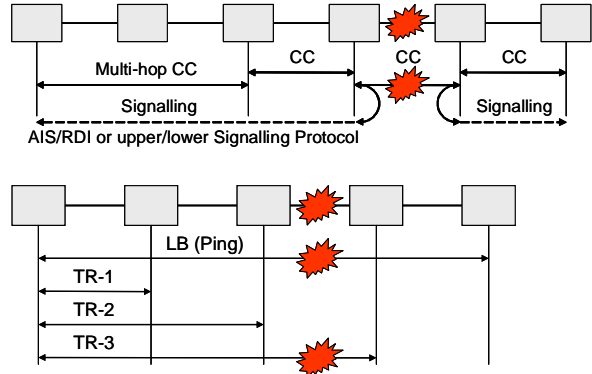 CC CC CC
Multi-hop CC
Signalling Signalling
AIS/RDI or upper/lower Signalling Protocol
LB (Ping)
TR-1
TR-2
TR-3